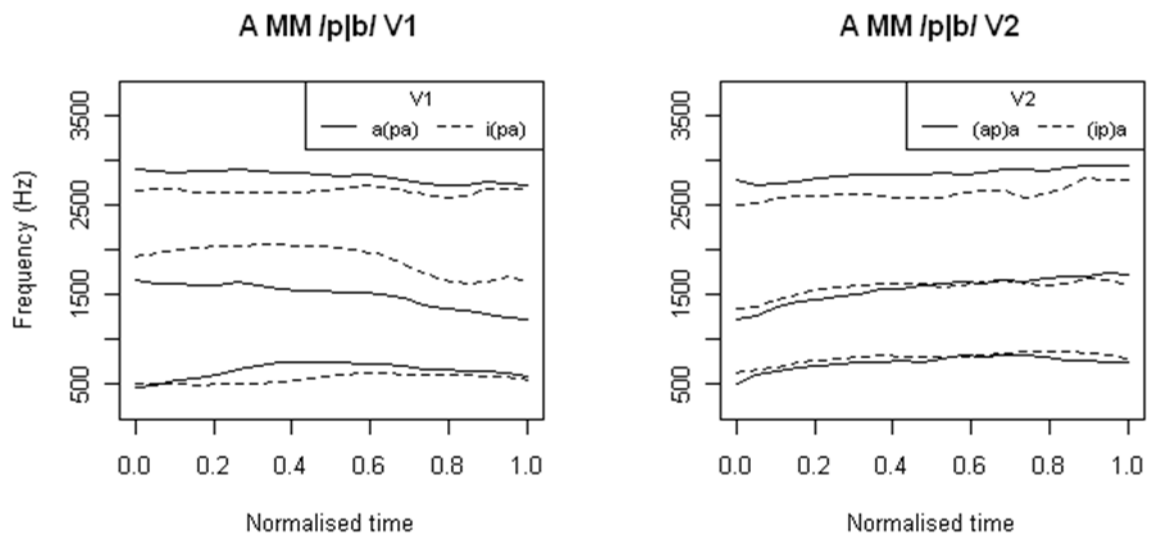 A MM /p|b/ V1
V1
a(pa) i(pa)
3500
2500
1500
500
Frequency (Hz)
0.0 0.2 0.4 0.6 0.8 1.0
Normalised time
A MM /p|b/ V2
V2
(ap)a (ip)a
3500
2500
1500
500
0.0 0.2 0.4 0.6 0.8 1.0
Normalised time